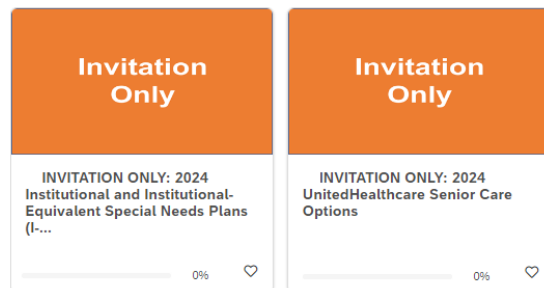 Invitation
Only
INVITATION ONLY: 2024
Institutional and Institutional-
Equivalent Special Needs Plans
(I-...
0%
Invitation
Only
INVITATION ONLY: 2024
UnitedHealthcare Senior Care
Options
0%